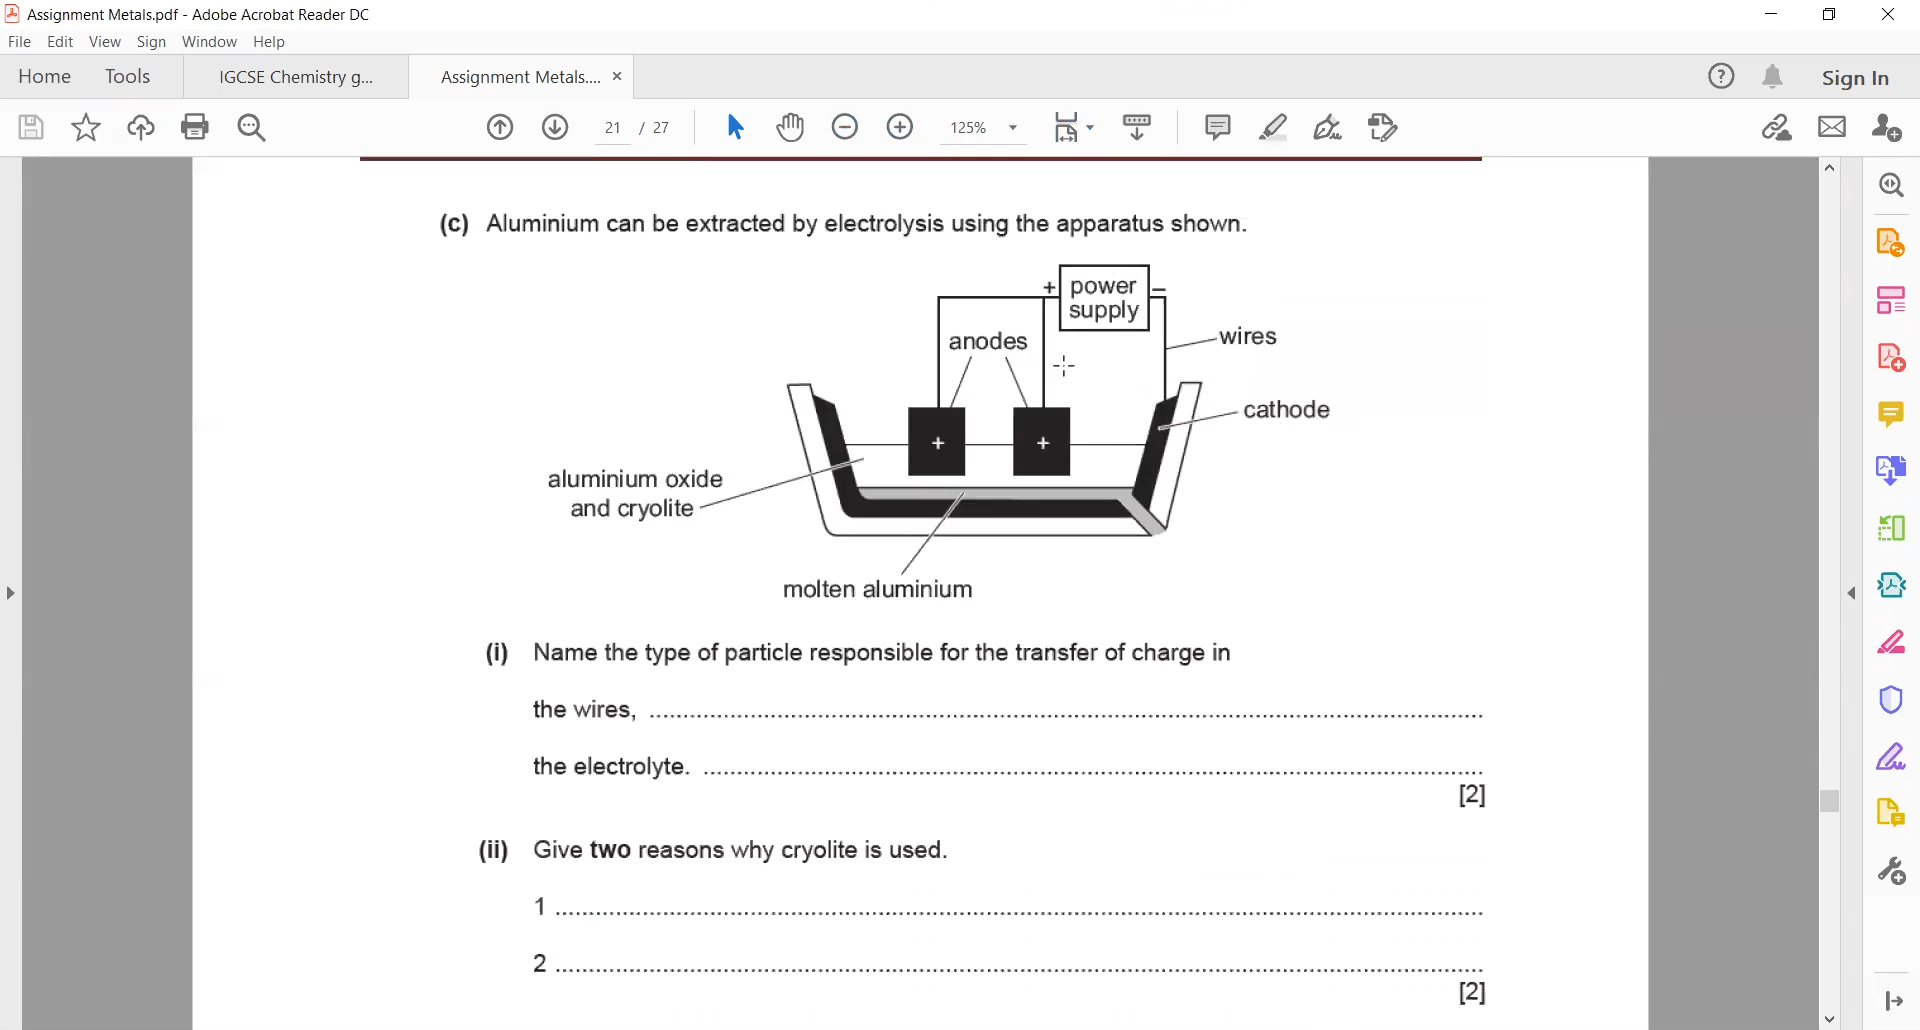 Assignment Metals.pdf - Adobe Acrobat Reader DC
File Edit View Sign Window Help
Home Tools IGCSE Chemistry g... Assignment Metals.... × ? Sign In
21 / 27 125%
(c) Aluminium can be extracted by electrolysis using the apparatus shown.
+ power supply –
wires
anodes
cathode
+ +
aluminium oxide
and cryolite
molten aluminium
(i) Name the type of particle responsible for the transfer of charge in
the wires, ....................
the electrolyte. ....................
[2]
(ii) Give two reasons why cryolite is used.
1 ....................
2 ....................
[2]